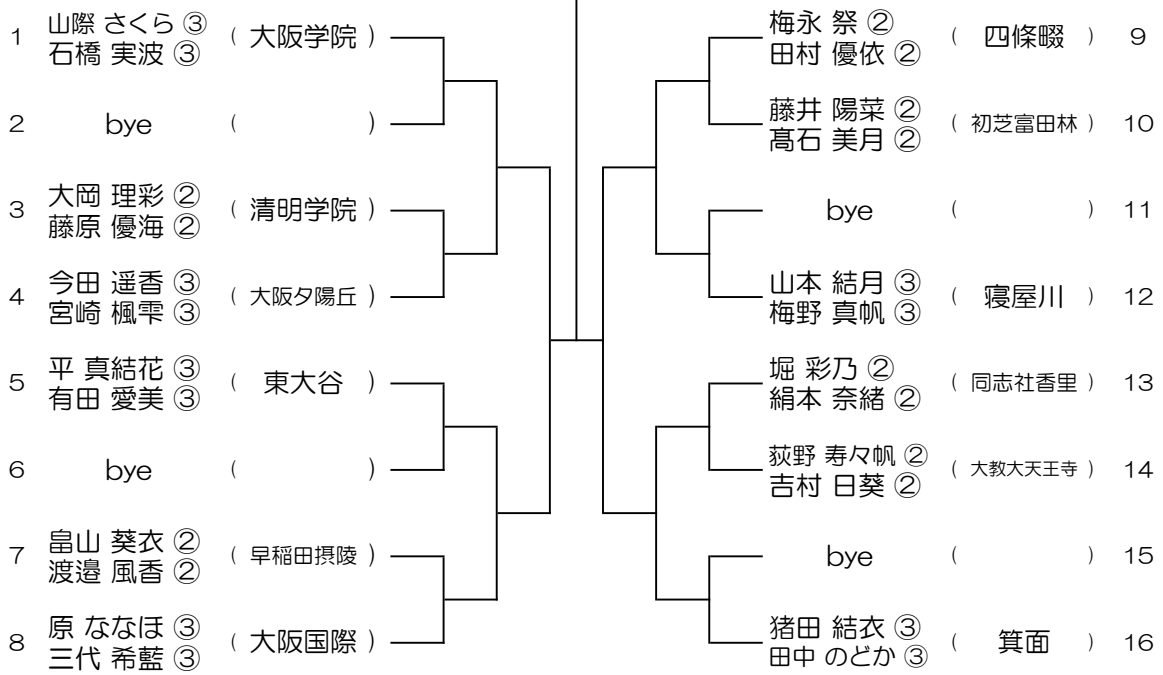 1 山際 さくら ③ ( 大阪学院 )
石橋 実波 ③
2 bye ( )
3 大岡 理彩 ② ( 清明学院 )
藤原 優海 ②
4 今田 遥香 ③ ( 大阪夕陽丘 )
宮崎 楓雫 ③
5 平 真結花 ③ ( 東大谷 )
有田 愛美 ③
6 bye ( )
7 畠山 葵衣 ② ( 早稲田摂陵 )
渡邉 風香 ②
8 原 ななほ ③ ( 大阪国際 )
三代 希藍 ③
梅永 祭 ② ( 四條畷 ) 9
田村 優依 ②
藤井 陽菜 ② ( 初芝富田林 ) 10
髙石 美月 ②
bye ( ) 11
山本 結月 ③ ( 寝屋川 ) 12
梅野 真帆 ③
堀 彩乃 ② ( 同志社香里 ) 13
絹本 奈緒 ②
荻野 寿々帆 ② ( 大教大天王寺 ) 14
吉村 日葵 ②
bye ( ) 15
猪田 結衣 ③ ( 箕面 ) 16
田中 のどか ③